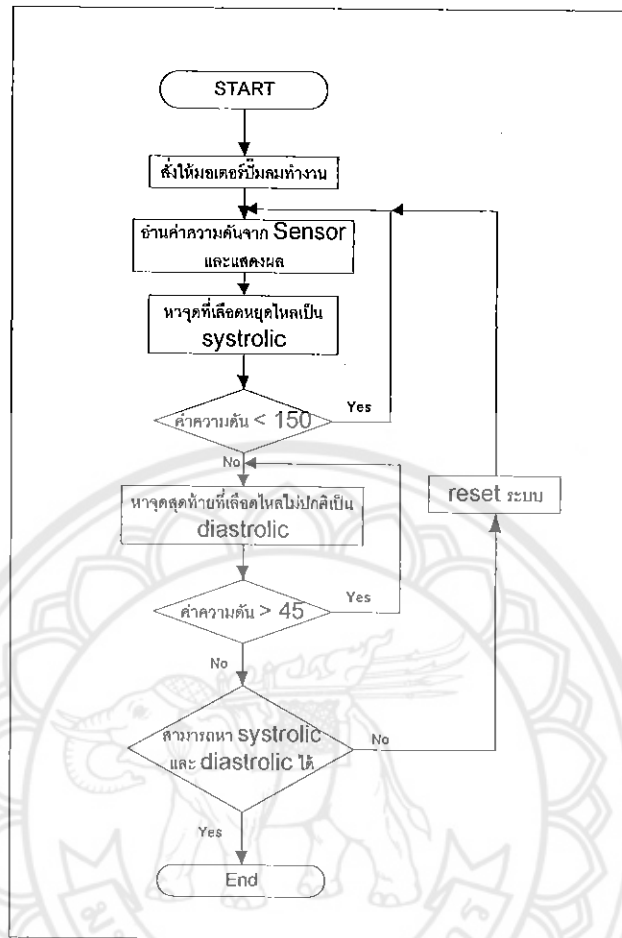 START
สั่งให้มอเตอร์ปั๊มลมทำงาน
อ่านค่าความดันจาก Sensor
และแสดงผล
หาจุดที่เลือดหยุดไหลเป็น
systrolic
ค่าความดัน < 150
Yes
No
หาจุดสุดท้ายที่เลือดไหลไม่ปกติเป็น
diastrolic
reset ระบบ
ค่าความดัน > 45
Yes
No
สามารถหา systrolic
และ diastrolic ได้
No
Yes
End